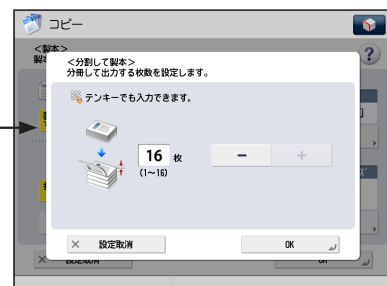 コピー
<製本>
<分割して製本>
分冊して出力する枚数を設定します。
テンキーでも入力できます。
16 枚
(1～16)
－ ＋
× 設定取消 OK
× 設定取消 OK